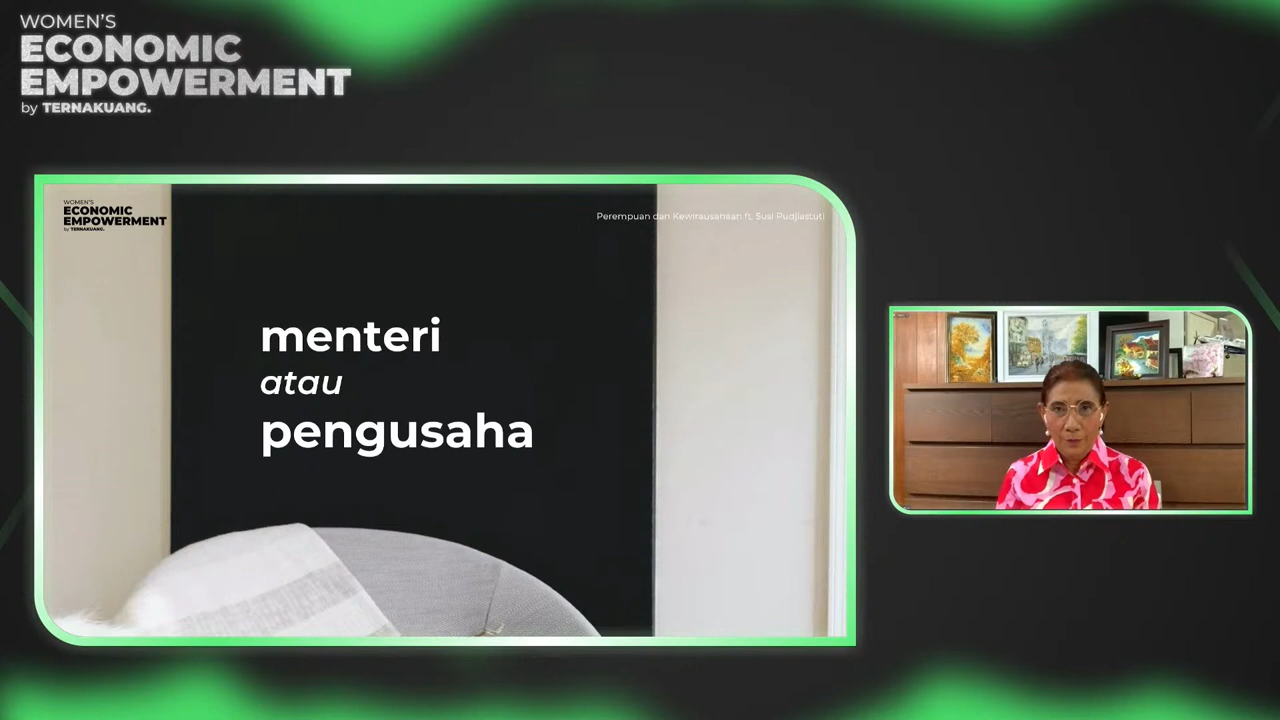 WOMEN'S
ECONOMIC
EMPOWERMENT
by TERNAKUANG.
WOMEN'S
ECONOMIC
EMPOWERMENT
by TERNAKUANG.
Perempuan dan Kewirausahaan ft. Susi Pudjiastuti
menteri
atau
pengusaha